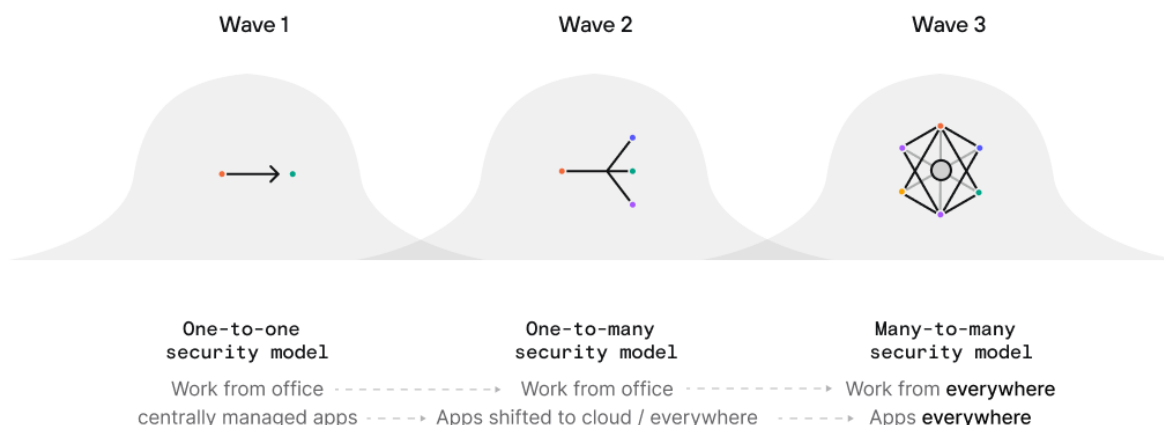 Wave 1
Wave 2
Wave 3
One-to-one
security model
One-to-many
security model
Many-to-many
security model
Work from office
Work from office
Work from everywhere
centrally managed apps
Apps shifted to cloud / everywhere
Apps everywhere